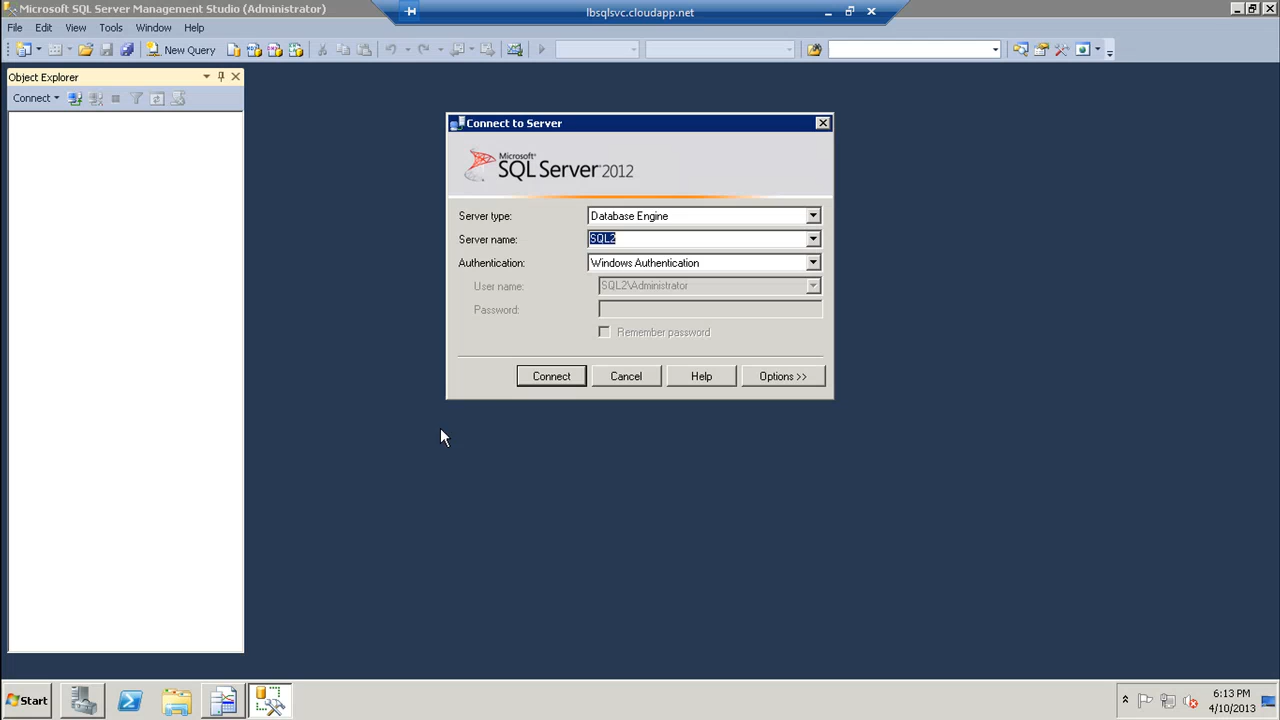 Microsoft SQL Server Management Studio (Administrator)
lbsqlsvc.cloudapp.net
File Edit View Tools Window Help
New Query
Object Explorer
Connect
Connect to Server
Microsoft®
SQL Server 2012
Server type: Database Engine
Server name: SQL2
Authentication: Windows Authentication
User name: SQL2\Administrator
Password:
Remember password
Connect Cancel Help Options >>
Start
6:13 PM
4/10/2013